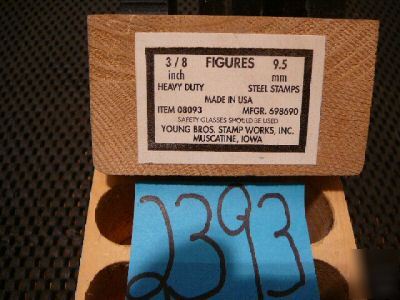 3/8 FIGURES 9.5
inch mm
HEAVY DUTY STEEL STAMPS
MADE IN USA
ITEM 08093 MFGR. 698690
SAFETY GLASSES SHOULD BE USED
YOUNG BROS. STAMP WORKS, INC.
MUSCATINE, IOWA
2393